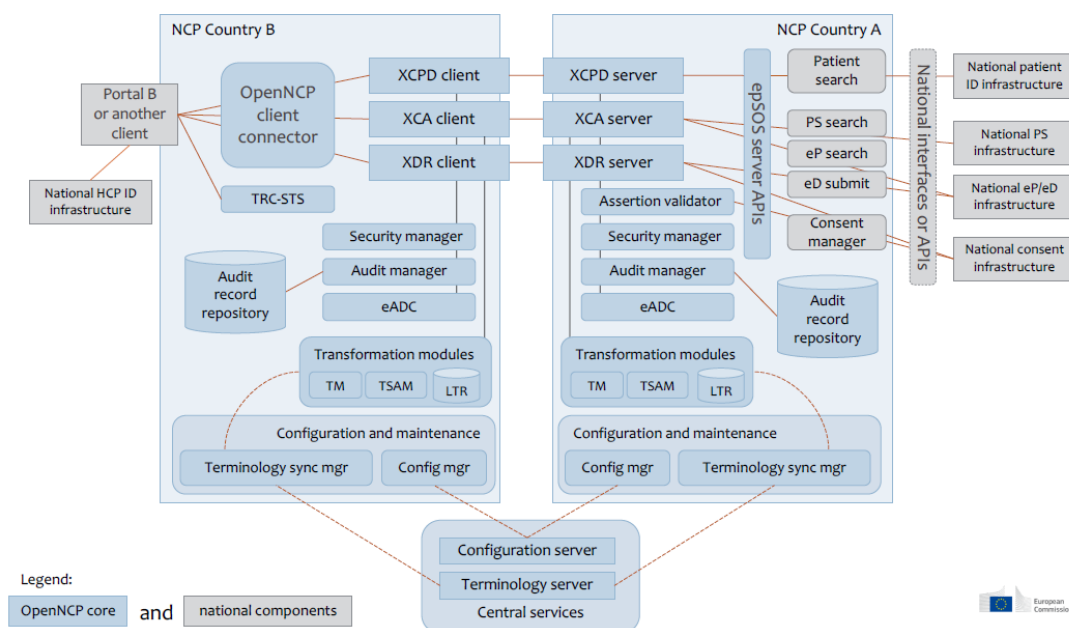 NCP Country B
NCP Country A
Portal B
or another
client
National HCP ID
infrastructure
OpenNCP
client
connector
TRC-STS
XCPD client
XCA client
XDR client
XCPD server
XCA server
XDR server
epSOS server APIs
Patient
search
PS search
eP search
eD submit
Consent
manager
National interfaces or APIs
National patient
ID infrastructure
National PS
infrastructure
National eP/eD
infrastructure
National consent
infrastructure
Security manager
Audit manager
eADC
Audit
record
repository
Assertion validator
Security manager
Audit manager
eADC
Audit
record
repository
Transformation modules
TM
TSAM
LTR
Transformation modules
TM
TSAM
LTR
Configuration and maintenance
Terminology sync mgr
Config mgr
Configuration and maintenance
Config mgr
Terminology sync mgr
Configuration server
Terminology server
Central services
Legend:
OpenNCP core
and
national components
European